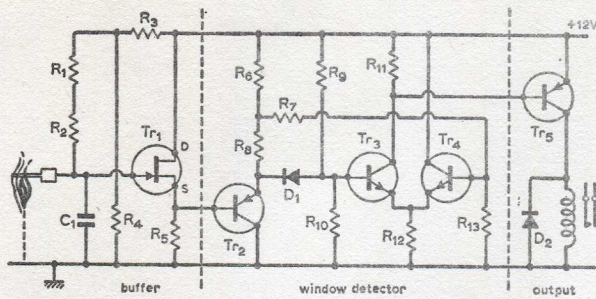 R3
+12V
R1
R6
R9
R11
R7
R2
Tr1
D
R8
Tr3
Tr4
Tr5
S
D1
C1
R4
R5
Tr2
R10
R12
R13
D2
buffer
window detector
output